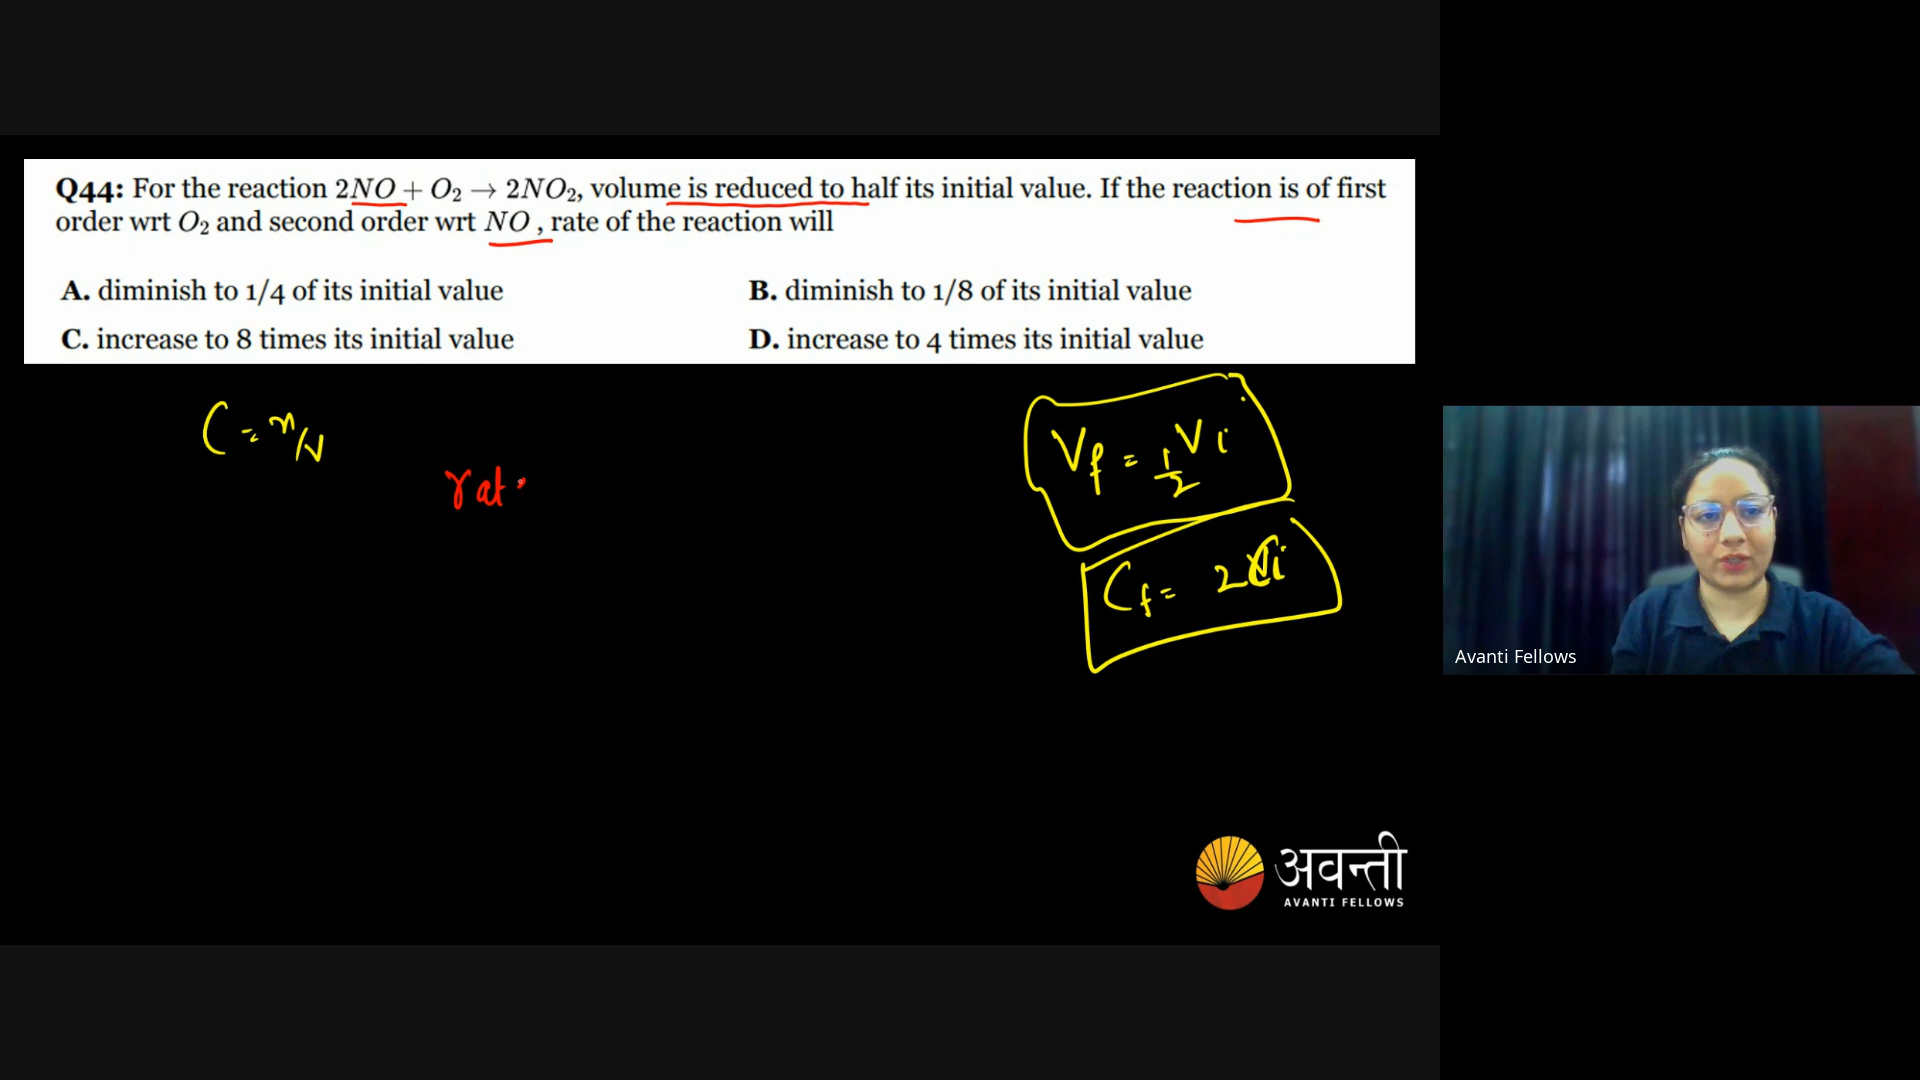 Q44: For the reaction 2NO + O₂ → 2NO₂, volume is reduced to half its initial value. If the reaction is of first
order wrt O₂ and second order wrt NO , rate of the reaction will
A. diminish to 1/4 of its initial value
B. diminish to 1/8 of its initial value
C. increase to 8 times its initial value
D. increase to 4 times its initial value
C = n/V
Vf = 1/2 Vi
rat
Cf = 2Ci
Avanti Fellows
अवन्ती
AVANTI FELLOWS